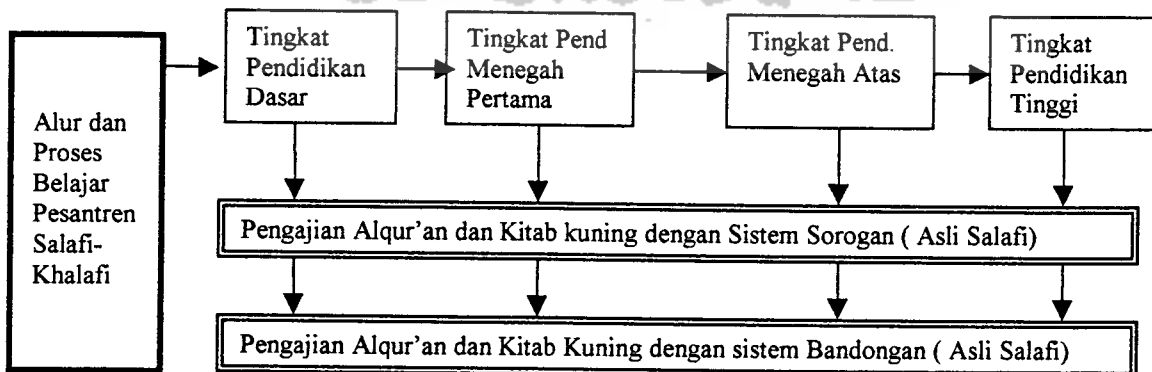 Alur dan
Proses
Belajar
Pesantren
Salafi-
Khalafi
Tingkat
Pendidikan
Dasar
Tingkat Pend
Menegah
Pertama
Tingkat Pend.
Menegah Atas
Tingkat
Pendidikan
Tinggi
Pengajian Alqur'an dan Kitab kuning dengan Sistem Sorogan ( Asli Salafi)
Pengajian Alqur'an dan Kitab Kuning dengan sistem Bandongan ( Asli Salafi)